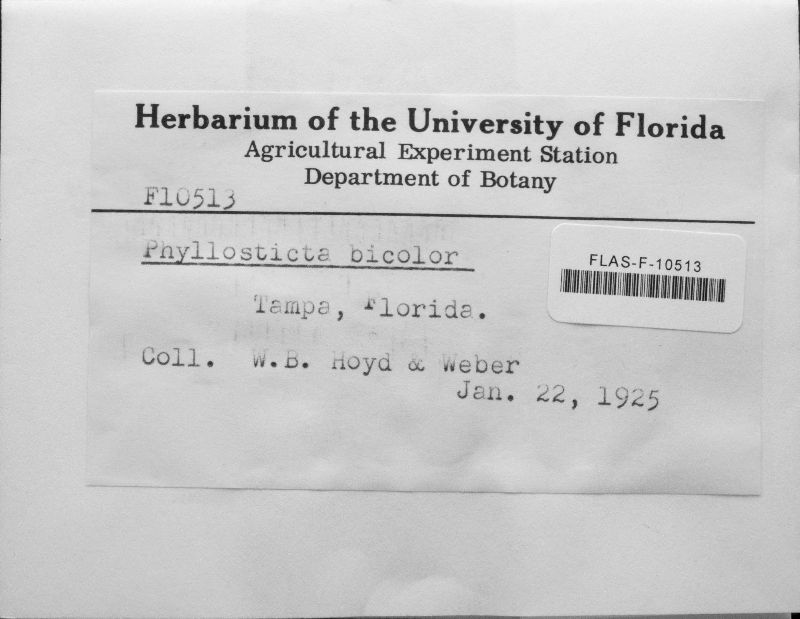 Herbarium of the University of Florida
Agricultural Experiment Station
Department of Botany
F10513
Phyllosticta bicolor
FLAS-F-10513
Tampa, Florida.
Coll. W.B. Hoyd & Weber
Jan. 22, 1925